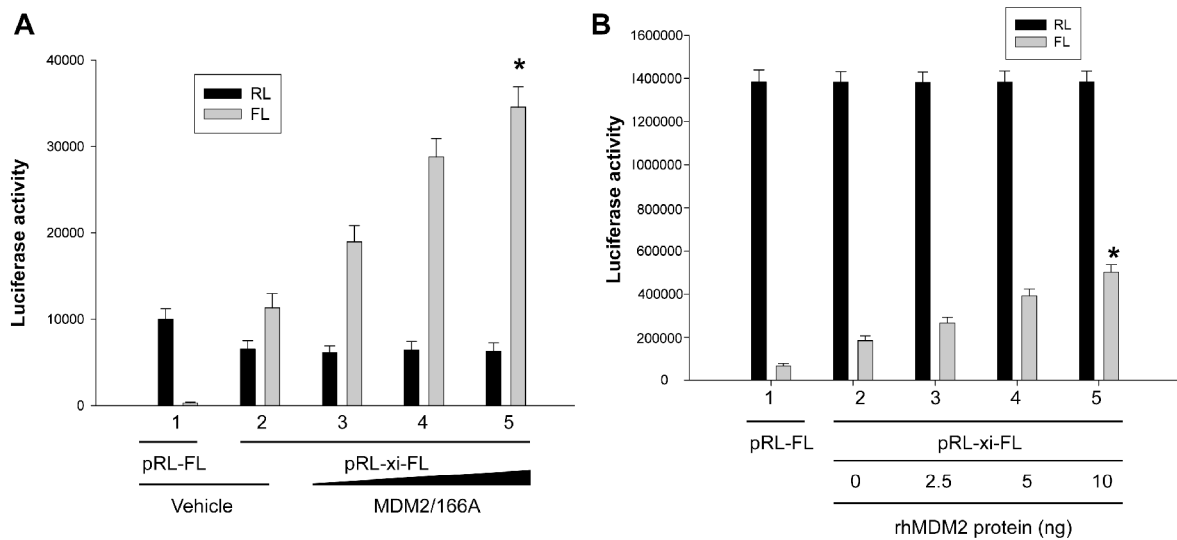 A
Luciferase activity
40000
30000
20000
10000
0
RL
FL
*
1 2 3 4 5
pRL-FL pRL-xi-FL
Vehicle MDM2/166A
B
Luciferase activity
1600000
1400000
1200000
1000000
800000
600000
400000
200000
0
RL
FL
*
1 2 3 4 5
pRL-FL pRL-xi-FL
0 2.5 5 10
rhMDM2 protein (ng)